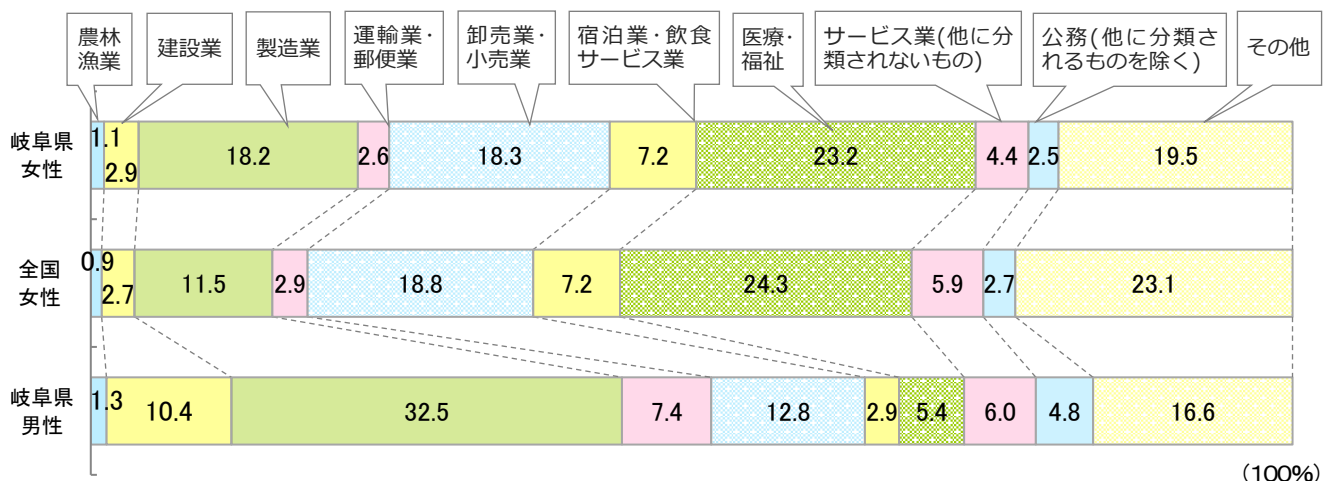 農林
漁業
建設業
製造業
運輸業・
郵便業
卸売業・
小売業
宿泊業・飲食
サービス業
医療・
福祉
サービス業(他に分
類されないもの)
公務(他に分類さ
れるものを除く)
その他
岐阜県
女性
1.1
2.9
18.2
2.6
18.3
7.2
23.2
4.4
2.5
19.5
全国
女性
0.9
2.7
11.5
2.9
18.8
7.2
24.3
5.9
2.7
23.1
岐阜県
男性
1.3
10.4
32.5
7.4
12.8
2.9
5.4
6.0
4.8
16.6
(100%)